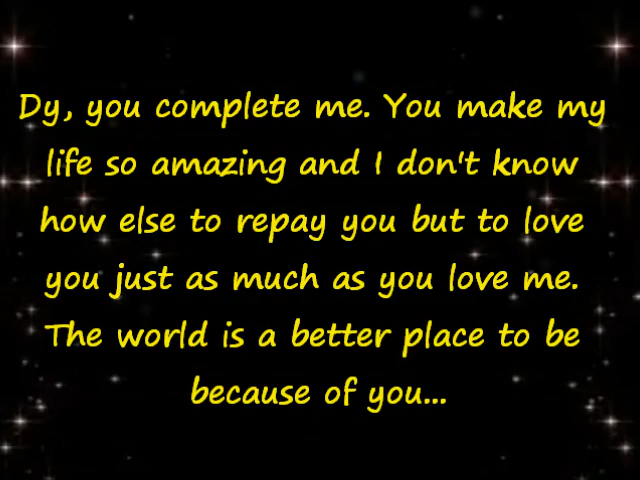 Dy, you complete me. You make my
life so amazing and I don't know
how else to repay you but to love
you just as much as you love me.
The world is a better place to be
because of you...